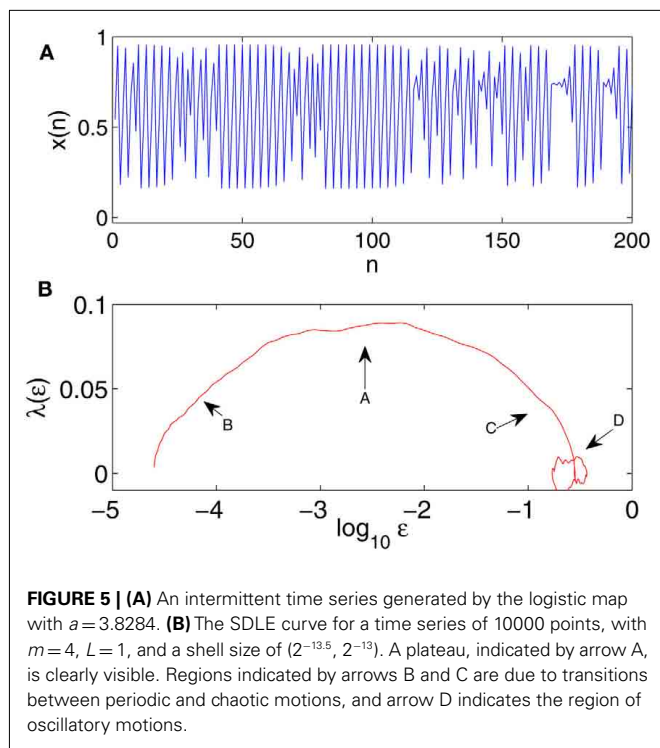 A
1
0.5
0
x(n)
0
50
100
150
200
n
B
0.1
0.05
0
λ(ε)
B
A
C
D
−5
−4
−3
−2
−1
0
log₁₀ ε
FIGURE 5 | (A) An intermittent time series generated by the logistic map
with a = 3.8284. (B) The SDLE curve for a time series of 10000 points, with
m = 4, L = 1, and a shell size of (2⁻¹³·⁵, 2⁻¹³). A plateau, indicated by arrow A,
is clearly visible. Regions indicated by arrows B and C are due to transitions
between periodic and chaotic motions, and arrow D indicates the region of
oscillatory motions.